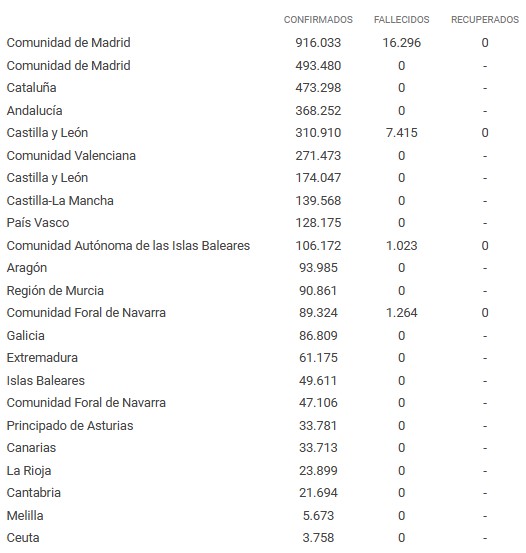 CONFIRMADOS FALLECIDOS RECUPERADOS
Comunidad de Madrid 916.033 16.296 0
Comunidad de Madrid 493.480 0 -
Cataluña 473.298 0 -
Andalucía 368.252 0 -
Castilla y León 310.910 7.415 0
Comunidad Valenciana 271.473 0 -
Castilla y León 174.047 0 -
Castilla-La Mancha 139.568 0 -
País Vasco 128.175 0 -
Comunidad Autónoma de las Islas Baleares 106.172 1.023 0
Aragón 93.985 0 -
Región de Murcia 90.861 0 -
Comunidad Foral de Navarra 89.324 1.264 0
Galicia 86.809 0 -
Extremadura 61.175 0 -
Islas Baleares 49.611 0 -
Comunidad Foral de Navarra 47.106 0 -
Principado de Asturias 33.781 0 -
Canarias 33.713 0 -
La Rioja 23.899 0 -
Cantabria 21.694 0 -
Melilla 5.673 0 -
Ceuta 3.758 0 -